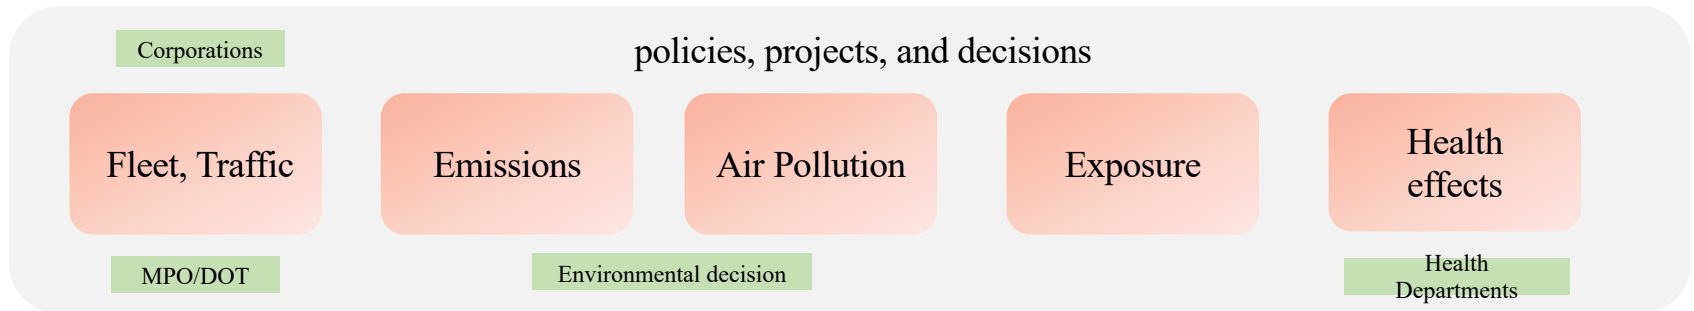 Corporations
policies, projects, and decisions
Fleet, Traffic
Emissions
Air Pollution
Exposure
Health
effects
MPO/DOT
Environmental decision
Health
Departments